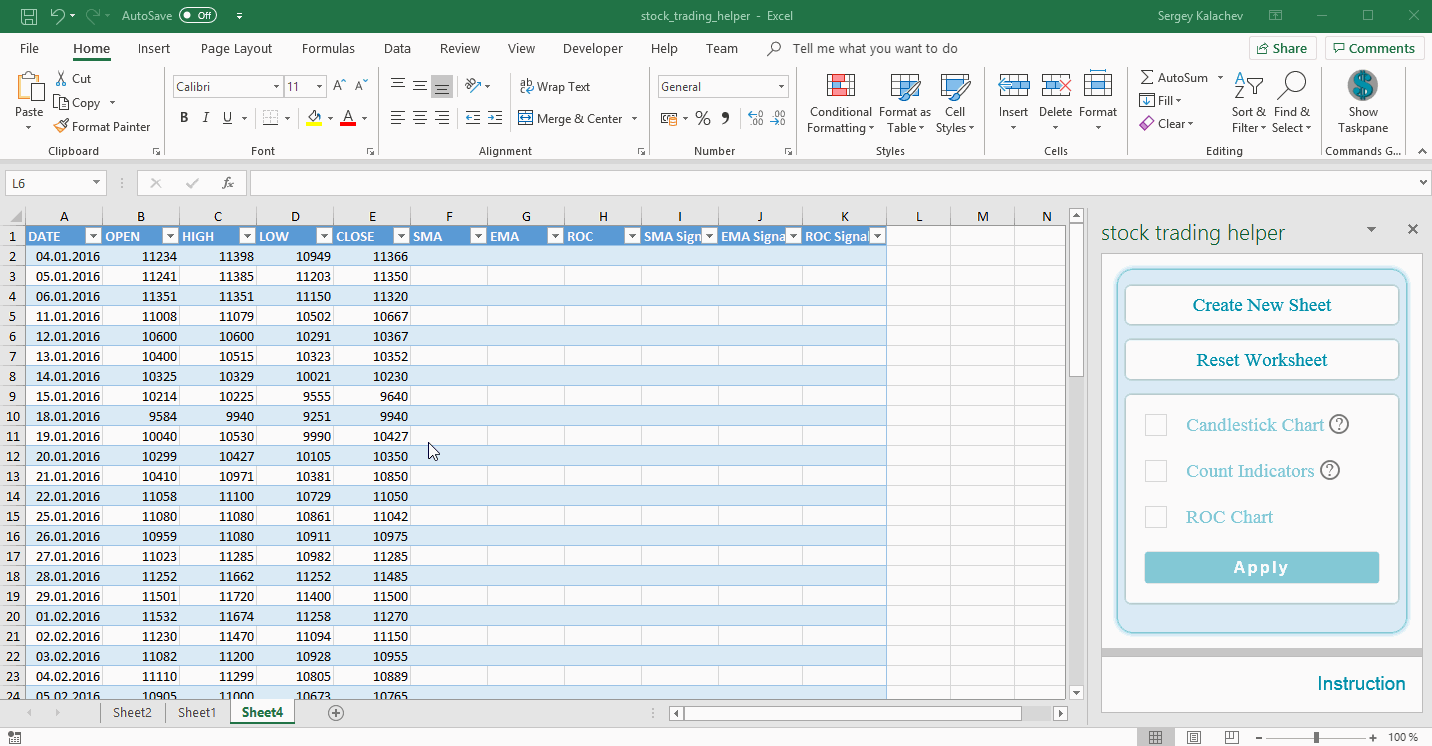 AutoSave Off stock_trading_helper - Excel Sergey Kalachev
File Home Insert Page Layout Formulas Data Review View Developer Help Team Tell me what you want to do Share Comments
Paste Cut Copy Format Painter Clipboard
Calibri 11 B I U A Font
Wrap Text Merge & Center Alignment
General % Number
Conditional Formatting Format as Table Cell Styles Styles
Insert Delete Format Cells
AutoSum Fill Clear Sort & Filter Find & Select Editing
Show Taskpane Commands G...
L6 fx
A B C D E F G H I J K L M N
1 DATE OPEN HIGH LOW CLOSE SMA EMA ROC SMA Sign EMA Signa ROC Signal
2 04.01.2016 11234 11398 10949 11366
3 05.01.2016 11241 11385 11203 11350
4 06.01.2016 11351 11351 11150 11320
5 11.01.2016 11008 11079 10502 10667
6 12.01.2016 10600 10600 10291 10367
7 13.01.2016 10400 10515 10323 10352
8 14.01.2016 10325 10329 10021 10230
9 15.01.2016 10214 10225 9555 9640
10 18.01.2016 9584 9940 9251 9940
11 19.01.2016 10040 10530 9990 10427
12 20.01.2016 10299 10427 10105 10350
13 21.01.2016 10410 10971 10381 10850
14 22.01.2016 11058 11100 10729 11050
15 25.01.2016 11080 11080 10861 11042
16 26.01.2016 10959 11080 10911 10975
17 27.01.2016 11023 11285 10982 11285
18 28.01.2016 11252 11662 11252 11485
19 29.01.2016 11501 11720 11400 11500
20 01.02.2016 11532 11674 11258 11270
21 02.02.2016 11230 11470 11094 11150
22 03.02.2016 11082 11200 10928 10955
23 04.02.2016 11110 11299 10805 10889
24 05.02.2016 10905 11000 10673 10765
stock trading helper
Create New Sheet
Reset Worksheet
Candlestick Chart ?
Count Indicators ?
ROC Chart
Apply
Instruction
Sheet2 Sheet1 Sheet4
100 %